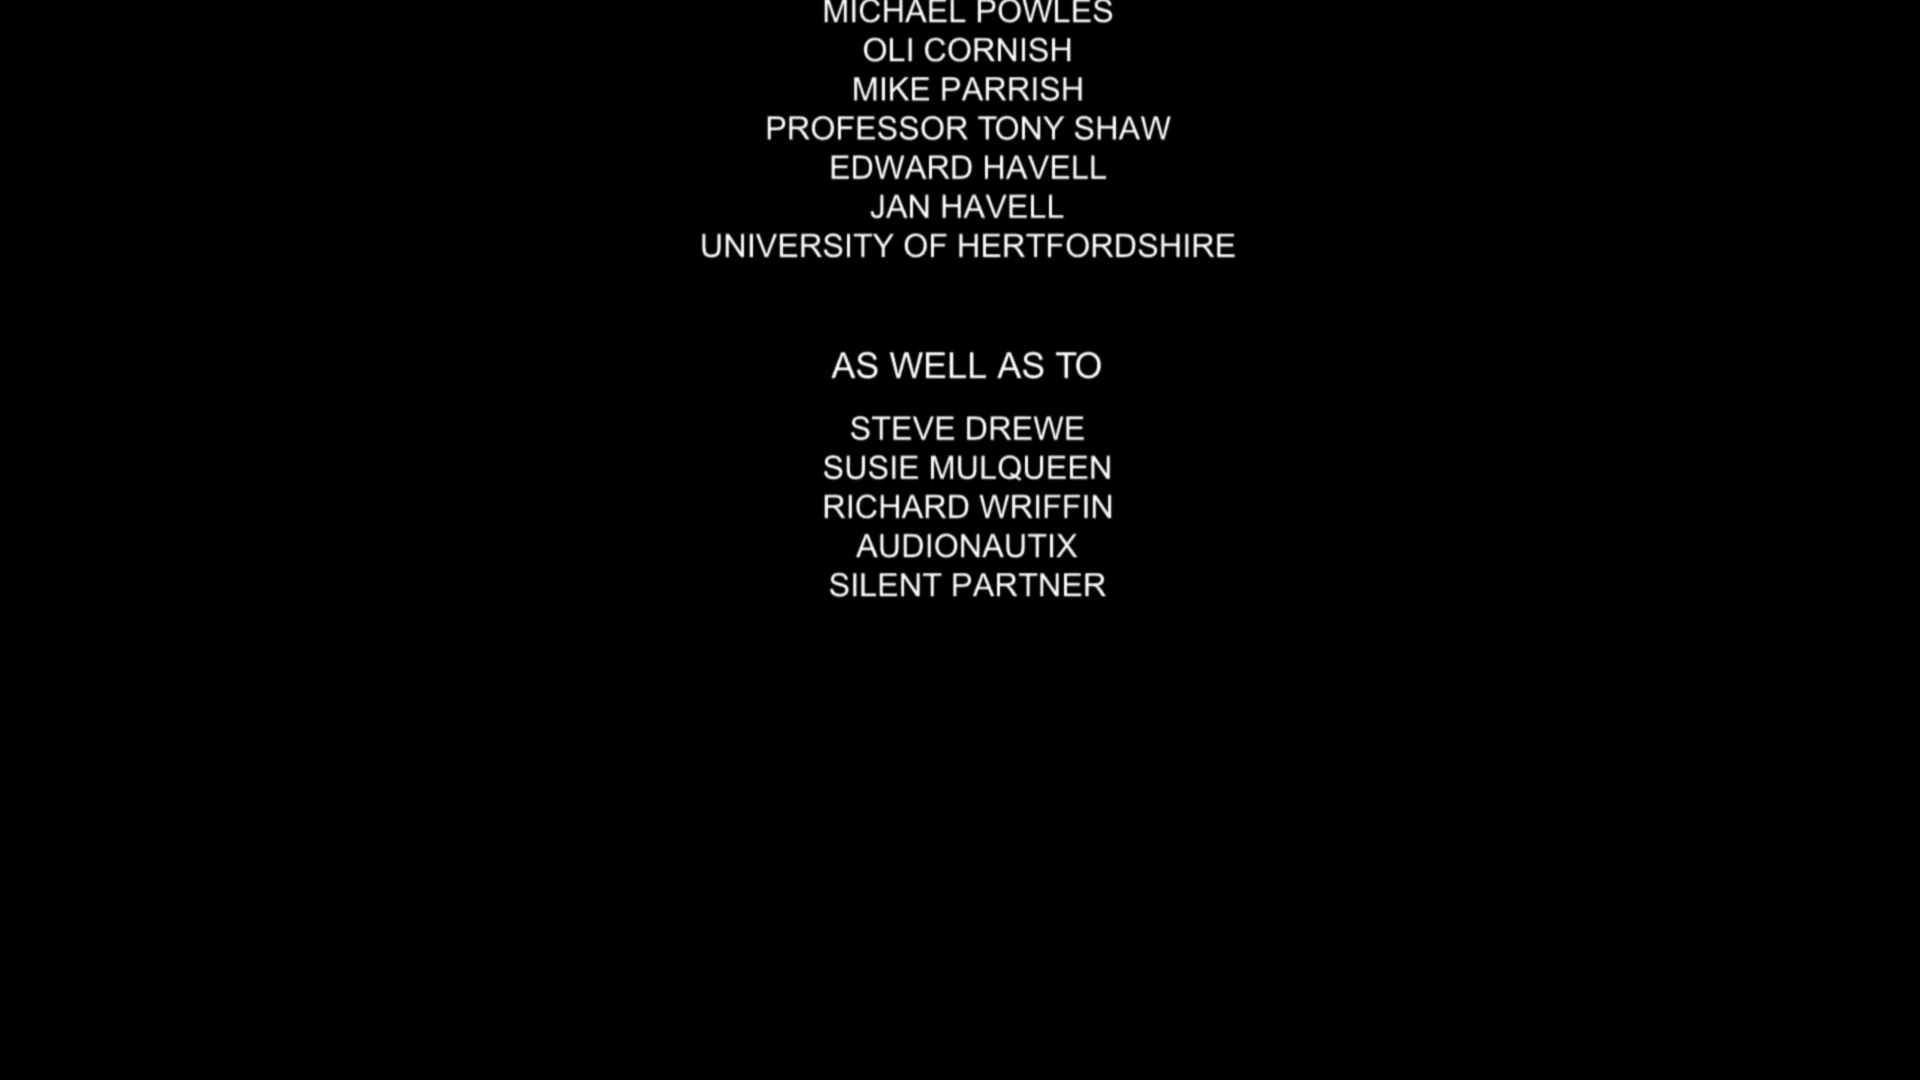 MICHAEL POWLES
OLI CORNISH
MIKE PARRISH
PROFESSOR TONY SHAW
EDWARD HAVELL
JAN HAVELL
UNIVERSITY OF HERTFORDSHIRE
AS WELL AS TO
STEVE DREWE
SUSIE MULQUEEN
RICHARD WRIFFIN
AUDIONAUTIX
SILENT PARTNER